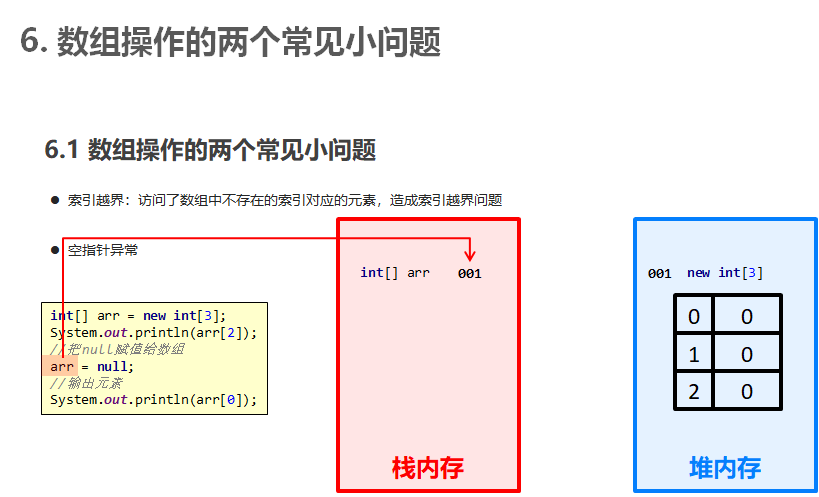 6. 数组操作的两个常见小问题
6.1 数组操作的两个常见小问题
● 索引越界：访问了数组中不存在的索引对应的元素，造成索引越界问题
● 空指针异常
int[] arr = new int[3];
System.out.println(arr[2]);
//把null赋值给数组
arr = null;
//输出元素
System.out.println(arr[0]);
int[] arr 001
栈内存
001 new int[3]
0 0
1 0
2 0
堆内存